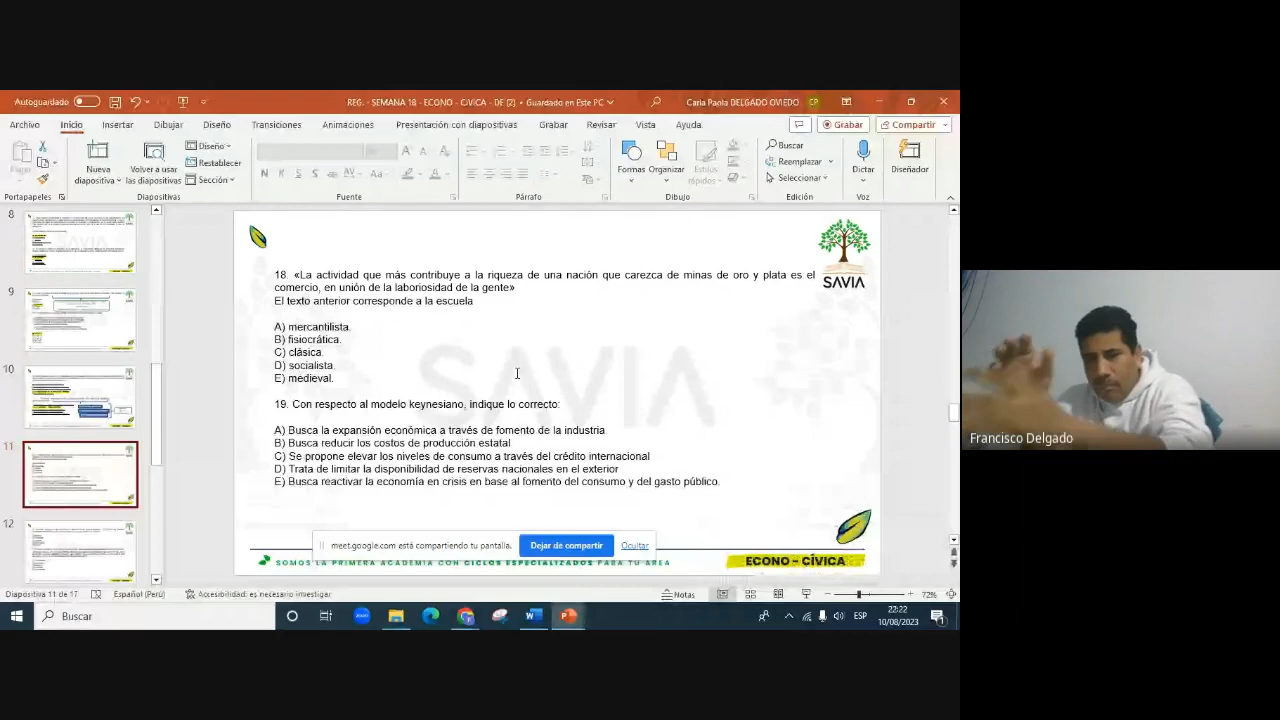 Autoguardado
REG. - SEMANA 18 - ECONO - CÍVICA - DE (2) • Guardado en Este PC
Carla Paola DELGADO OVIEDO CP
Archivo Inicio Insertar Dibujar Diseño Transiciones Animaciones Presentación con diapositivas Grabar Revisar Vista Ayuda
Grabar Compartir
Pegar
Nueva diapositiva
Volver a usar las diapositivas
Diseño
Restablecer
Sección
N K S S
Aa
Formas Organizar Estilos rápidos
Buscar
Reemplazar
Seleccionar
Dictar
Diseñador
Portapapeles Diapositivas Fuente Párrafo Dibujo Edición Voz
8
9
10
11
12
SAVIA
18. «La actividad que más contribuye a la riqueza de una nación que carezca de minas de oro y plata es el
comercio, en unión de la laboriosidad de la gente»
El texto anterior corresponde a la escuela
A) mercantilista.
B) fisiocrática.
C) clásica.
D) socialista.
E) medieval.
SAVIA
19. Con respecto al modelo keynesiano, indique lo correcto:
A) Busca la expansión económica a través de fomento de la industria
B) Busca reducir los costos de producción estatal
C) Se propone elevar los niveles de consumo a través del crédito internacional
D) Trata de limitar la disponibilidad de reservas nacionales en el exterior
E) Busca reactivar la economía en crisis en base al fomento del consumo y del gasto público.
meet.google.com está compartiendo tu pantalla. Dejar de compartir Ocultar
SOMOS LA PRIMERA ACADEMIA CON CICLOS ESPECIALIZADOS PARA TU ÁREA
ECONO - CÍVICA
Diapositiva 11 de 17 Español (Perú) Accesibilidad: es necesario investigar Notas 72%
Buscar
ESP
22:22
10/08/2023
Francisco Delgado